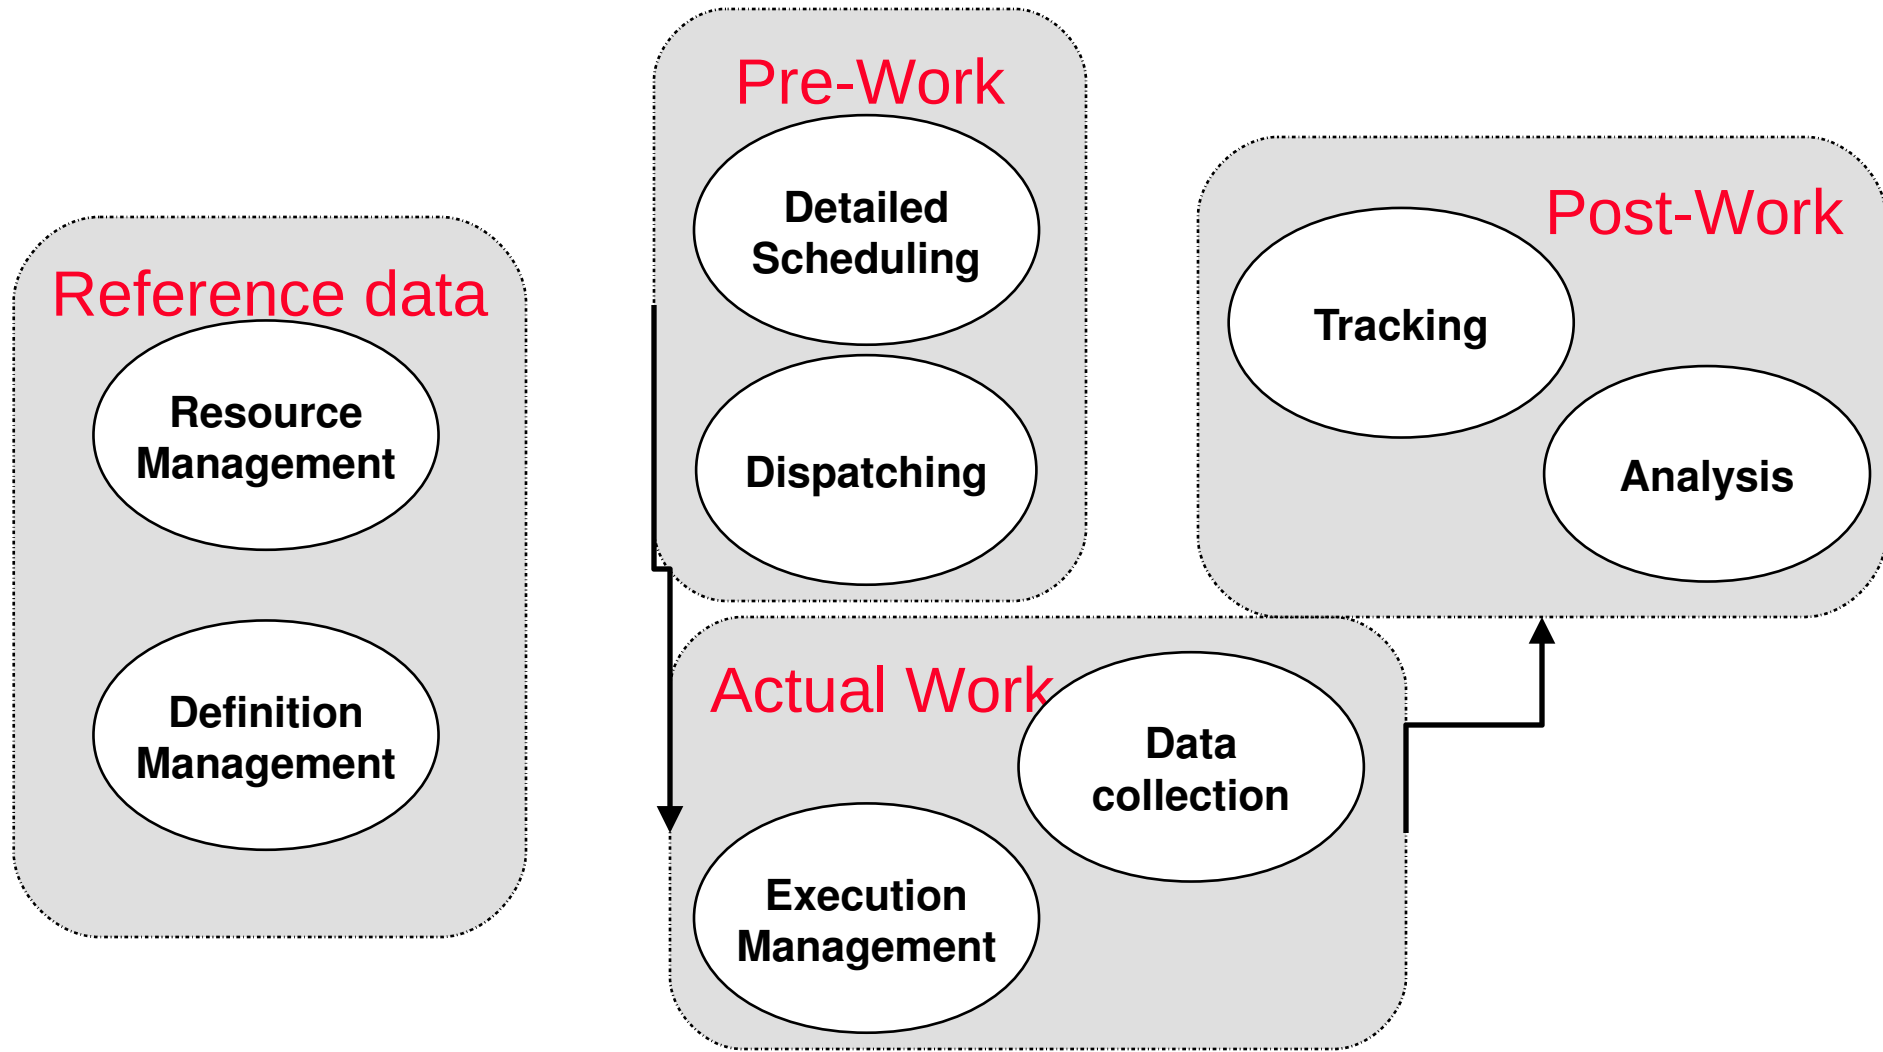 Reference data
Resource
Management
Definition
Management
Pre-Work
Detailed
Scheduling
Dispatching
Actual Work
Data
collection
Execution
Management
Post-Work
Tracking
Analysis